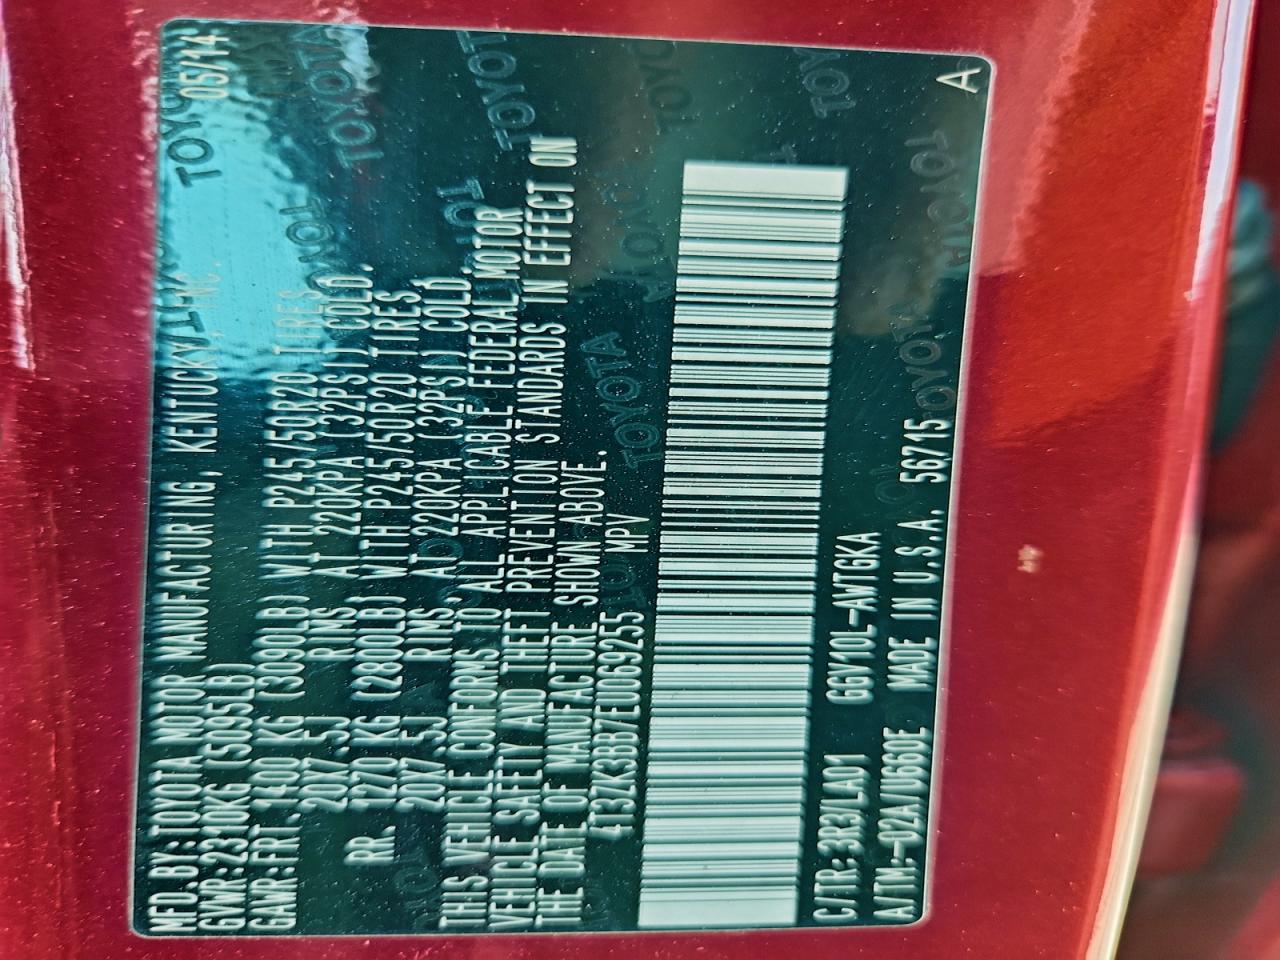 MFD.BY:TOYOTA MOTOR MANUFACTURING, KENTUCKY, INC. 05/14
GVWR:2310KG (5095LB)
GAWR:FRT.1400 KG (3090LB) WITH P245/50R20 TIRES
20X7.5J RIMS, AT 220KPA (32PSI) COLD.
RR. 1270 KG (2800LB) WITH P245/50R20 TIRES
20X7.5J RIMS, AT 220KPA (32PSI) COLD.
THIS VEHICLE CONFORMS TO ALL APPLICABLE FEDERAL MOTOR
VEHICLE SAFETY AND THEFT PREVENTION STANDARDS IN EFFECT ON
THE DATE OF MANUFACTURE SHOWN ABOVE.
4T3ZK3BB7EU069255 MPV
C/TR:3R3/LA01 GGV10L-AWTGKA
A/TM:-02A/U660E MADE IN U.S.A. 56715 A